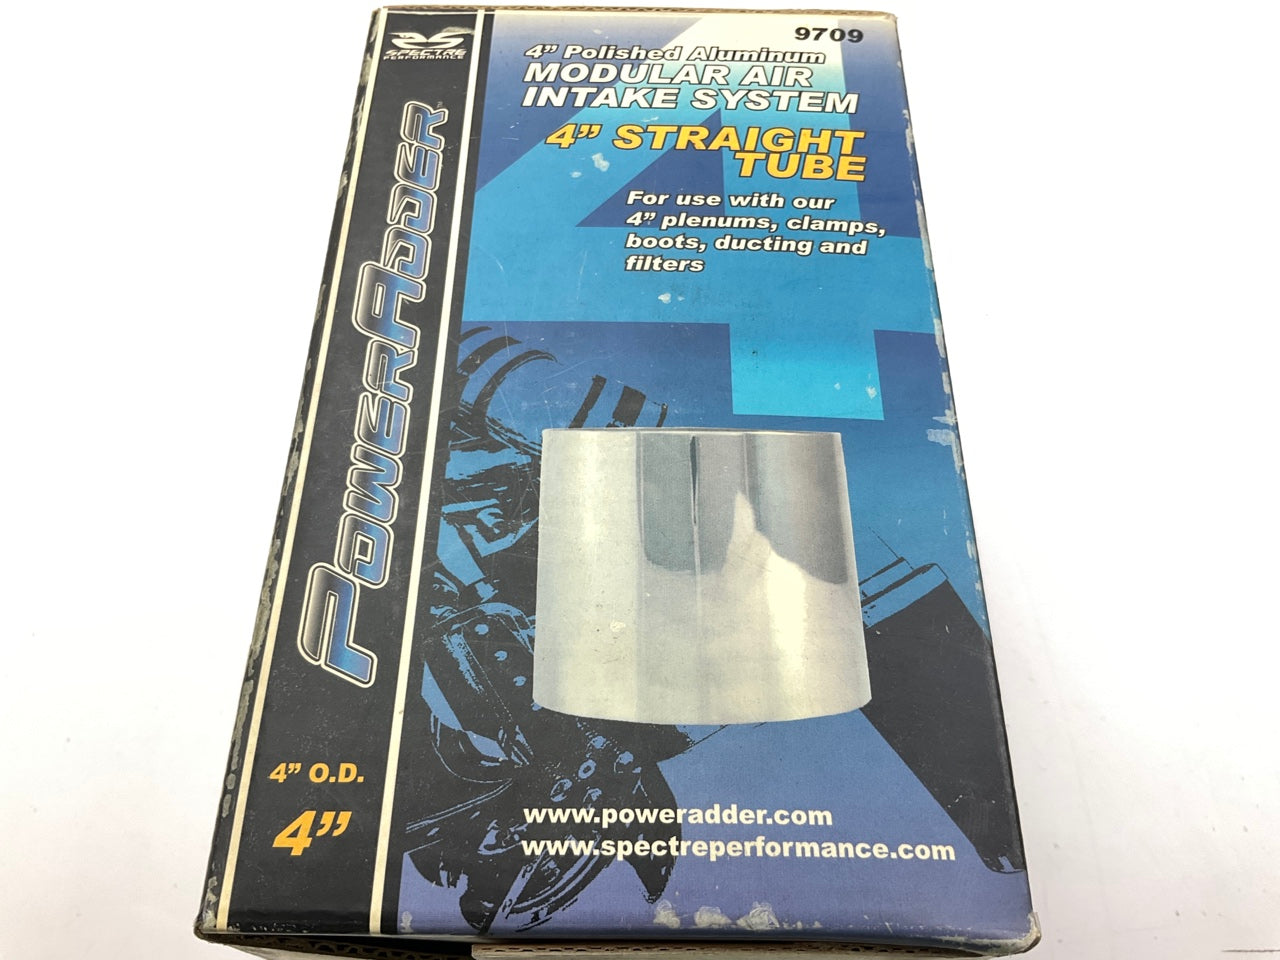 SPECTRE
PERFORMANCE
9709
4” Polished Aluminum
MODULAR AIR
INTAKE SYSTEM
4” STRAIGHT
TUBE
For use with our
4” plenums, clamps,
boots, ducting and
filters
POWERADDER
4” O.D.
4”
www.poweradder.com
www.spectreperformance.com